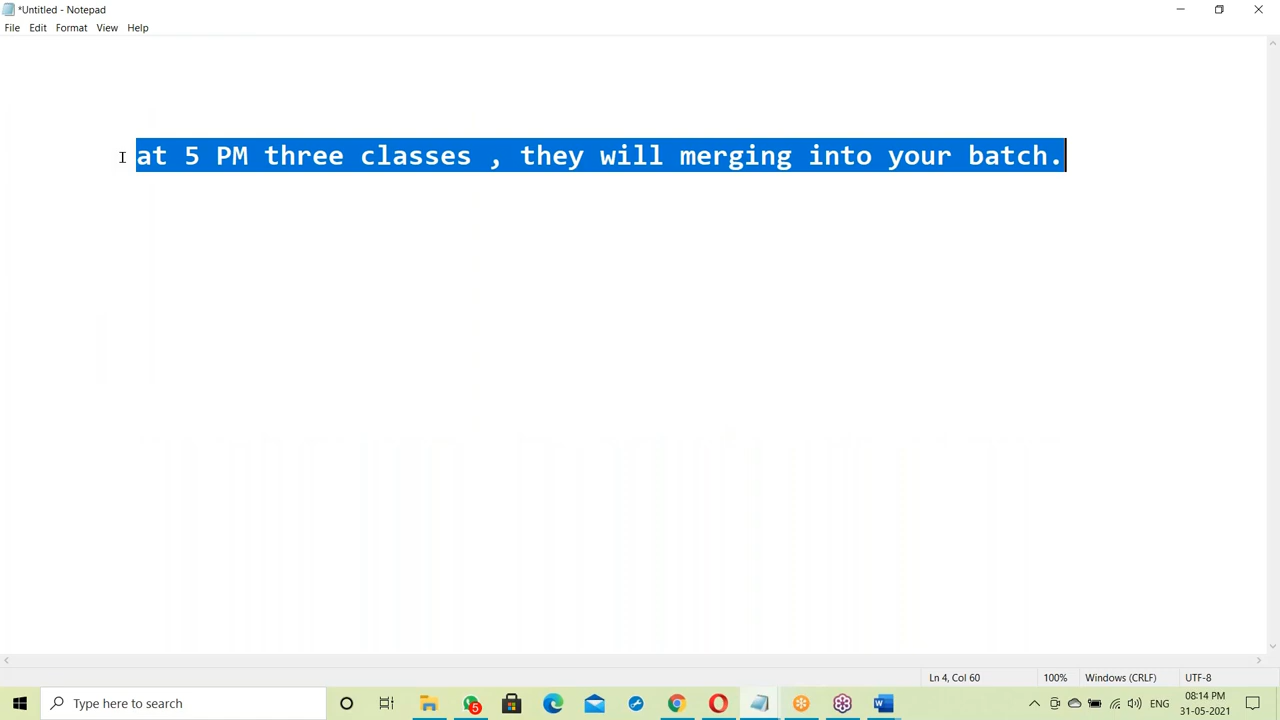 *Untitled - Notepad
File Edit Format View Help
at 5 PM three classes , they will merging into your batch.
Ln 4, Col 60 100% Windows (CRLF) UTF-8
Type here to search 5 ENG 08:14 PM
31-05-2021